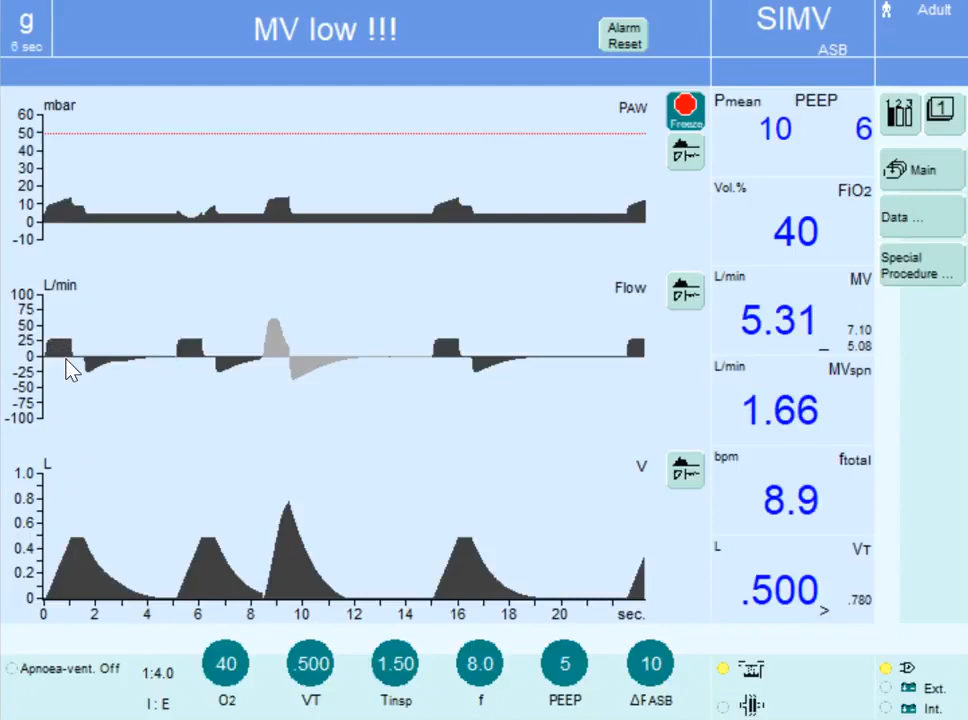 g
6 sec
MV low !!!
Alarm
Reset
SIMV
ASB
Adult
mbar
PAW
60
50
40
30
20
10
0
-10
Freeze
L/min
Flow
100
75
50
25
0
-25
-50
-75
-100
L
V
1.0
0.8
0.6
0.4
0.2
0
0 2 4 6 8 10 12 14 16 18 20 sec.
Pmean PEEP
10 6
Vol.% FiO2
40
L/min MV
5.31 7.10
5.08
L/min MVspn
1.66
bpm ftotal
8.9
L VT
.500 > .780
1 2 3
1
Main
Data ...
Special
Procedure ...
Apnoea-vent. Off
1:4.0
I : E
40 .500 1.50 8.0 5 10
O2 VT Tinsp f PEEP ΔPASB
Ext.
Int.